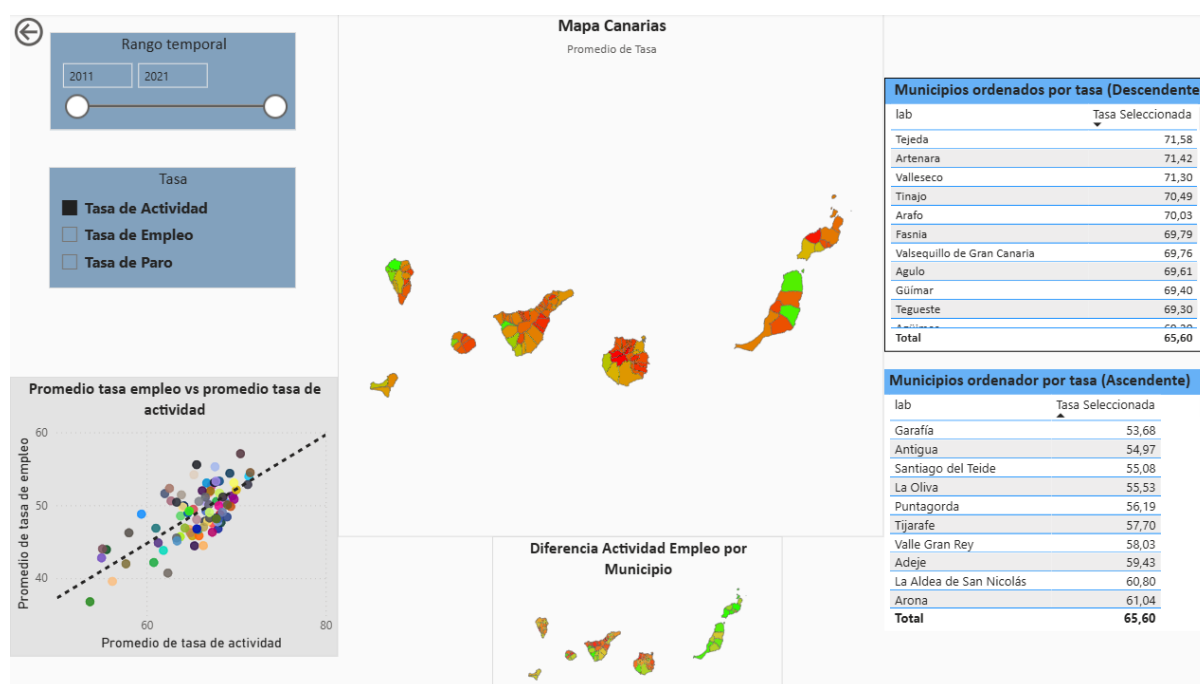 Rango temporal
2011 2021
Tasa
Tasa de Actividad
Tasa de Empleo
Tasa de Paro
Promedio tasa empleo vs promedio tasa de
actividad
Promedio de tasa de empleo
60
50
40
60 80
Promedio de tasa de actividad
Mapa Canarias
Promedio de Tasa
Diferencia Actividad Empleo por
Municipio
Municipios ordenados por tasa (Descendente
lab Tasa Seleccionada
Tejeda 71,58
Artenara 71,42
Valleseco 71,30
Tinajo 70,49
Arafo 70,03
Fasnia 69,79
Valsequillo de Gran Canaria 69,76
Agulo 69,61
Güímar 69,40
Tegueste 69,30
Total 65,60
Municipios ordenador por tasa (Ascendente)
lab Tasa Seleccionada
Garafía 53,68
Antigua 54,97
Santiago del Teide 55,08
La Oliva 55,53
Puntagorda 56,19
Tijarafe 57,70
Valle Gran Rey 58,03
Adeje 59,43
La Aldea de San Nicolás 60,80
Arona 61,04
Total 65,60